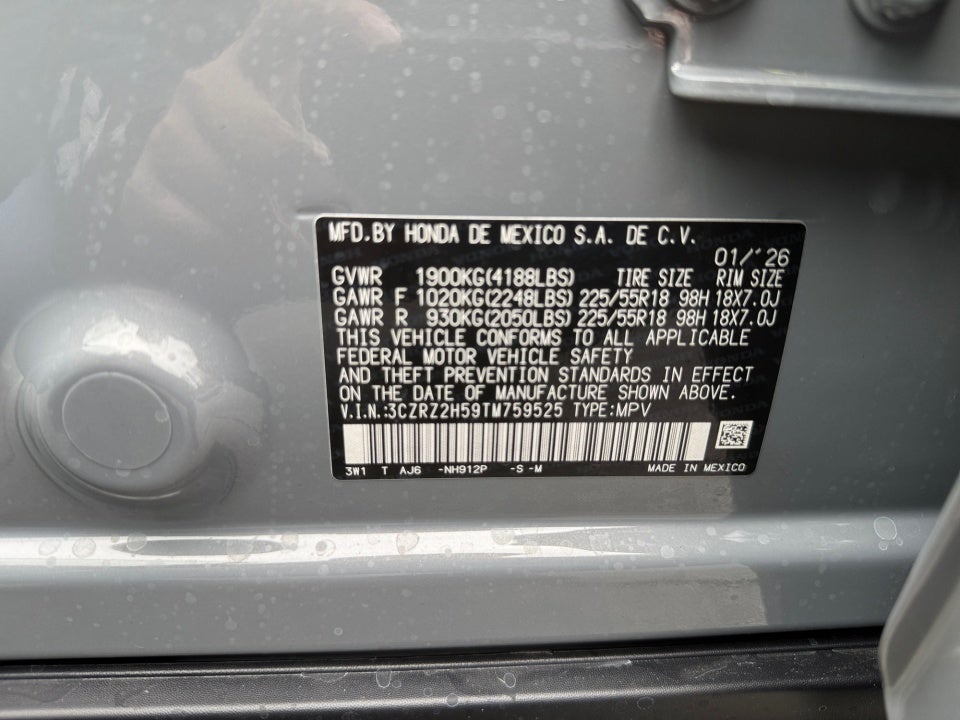 MFD.BY HONDA DE MEXICO S.A. DE C.V.
01/'26
GVWR 1900KG(4188LBS) TIRE SIZE RIM SIZE
GAWR F 1020KG(2248LBS) 225/55R18 98H 18X7.0J
GAWR R 930KG(2050LBS) 225/55R18 98H 18X7.0J
THIS VEHICLE CONFORMS TO ALL APPLICABLE
FEDERAL MOTOR VEHICLE SAFETY
AND THEFT PREVENTION STANDARDS IN EFFECT
ON THE DATE OF MANUFACTURE SHOWN ABOVE.
V.I.N.:3CZRZ2H59TM759525 TYPE:MPV
3W1 T AJ6 -NH912P -S -M MADE IN MEXICO